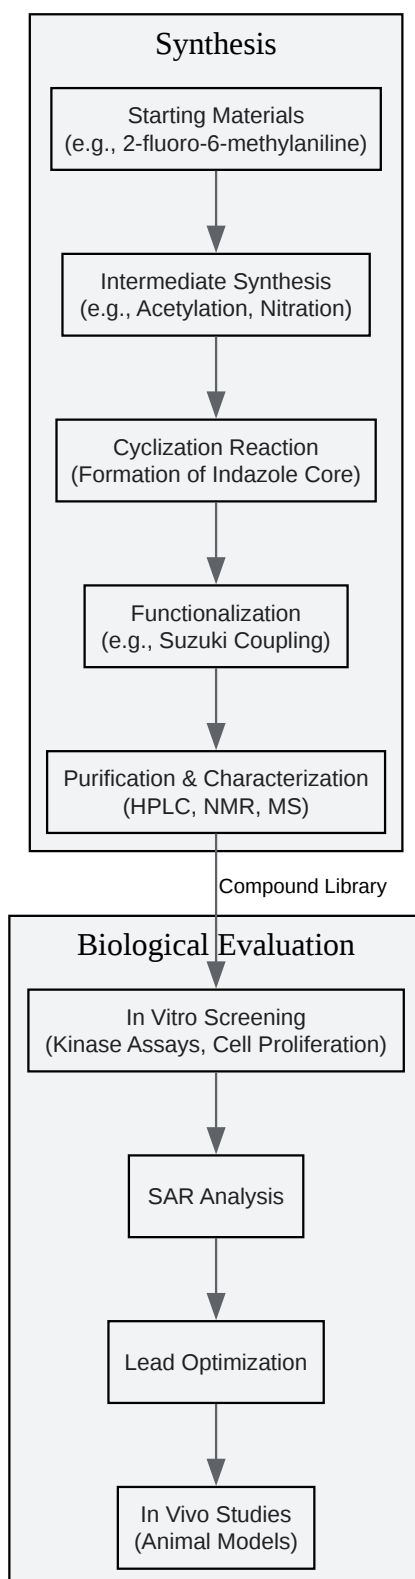 Synthesis
Starting Materials
(e.g., 2-fluoro-6-methylaniline)
Intermediate Synthesis
(e.g., Acetylation, Nitration)
Cyclization Reaction
(Formation of Indazole Core)
Functionalization
(e.g., Suzuki Coupling)
Purification & Characterization
(HPLC, NMR, MS)
Compound Library
Biological Evaluation
In Vitro Screening
(Kinase Assays, Cell Proliferation)
SAR Analysis
Lead Optimization
In Vivo Studies
(Animal Models)